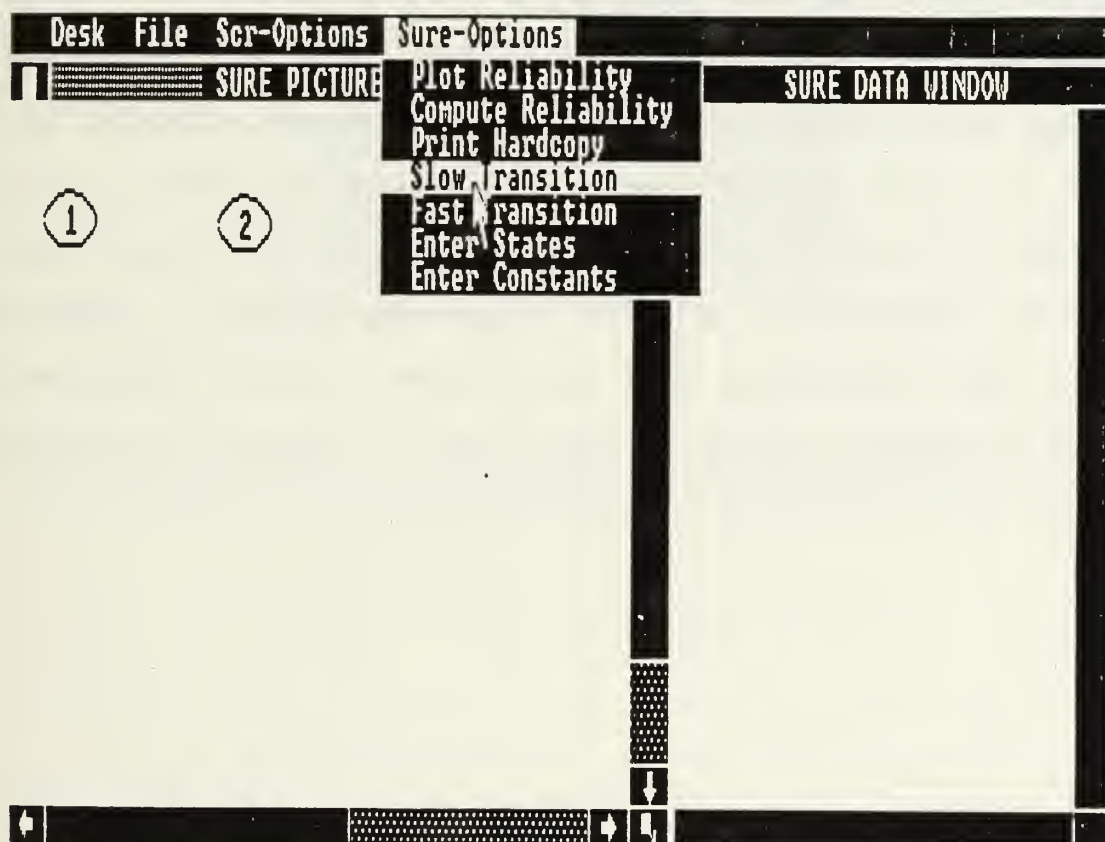 Desk File Scr-Options Sure-Options
SURE PICTURE
SURE DATA WINDOW
Plot Reliability
Compute Reliability
Print Hardcopy
Slow Transition
Fast Transition
Enter States
Enter Constants
1 2